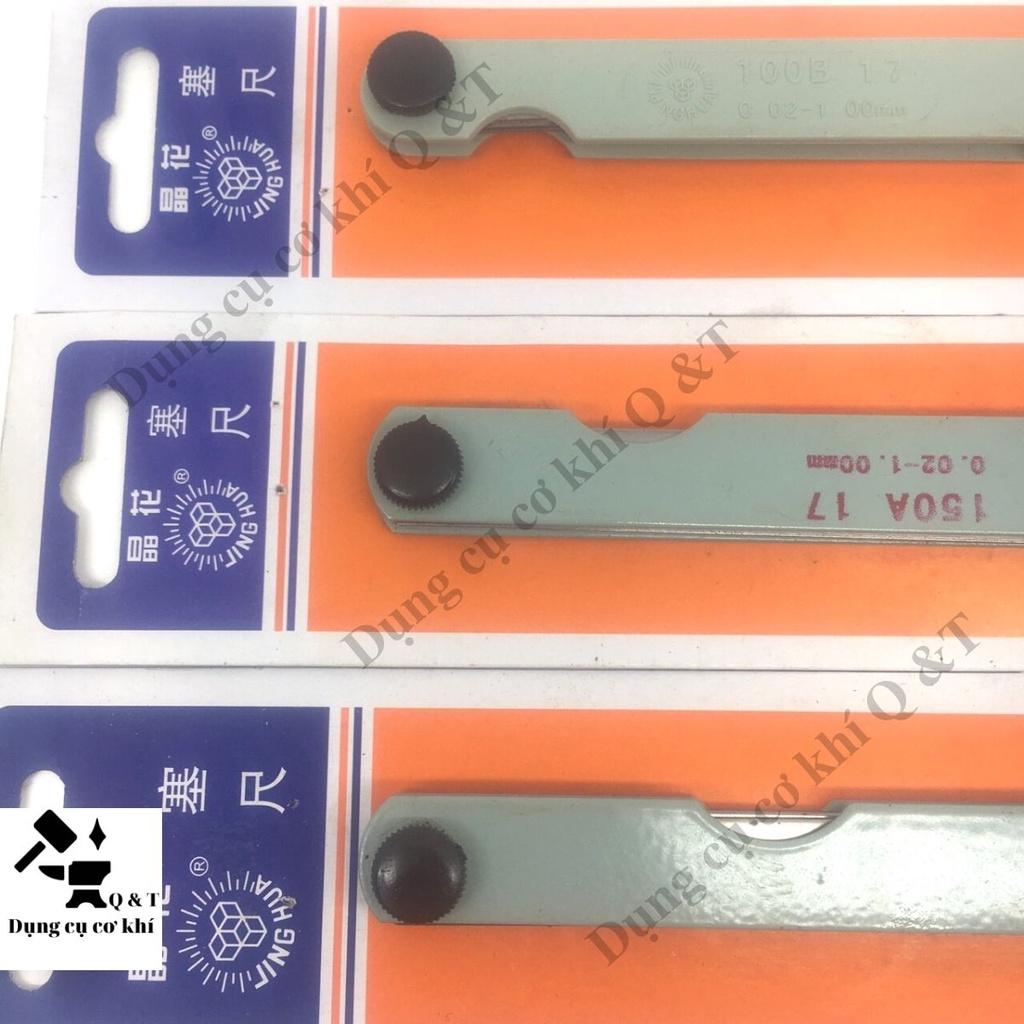 晶花 塞尺
®
JING HUA
100B 17
0.02-1.00mm
Dụng cụ cơ khí Q & T
晶花 塞尺
®
JING HUA
150A 17
0.02-1.00mm
Dụng cụ cơ khí Q & T
塞尺
®
JING HUA
Dụng cụ cơ khí Q & T
Q & T
Dụng cụ cơ khí